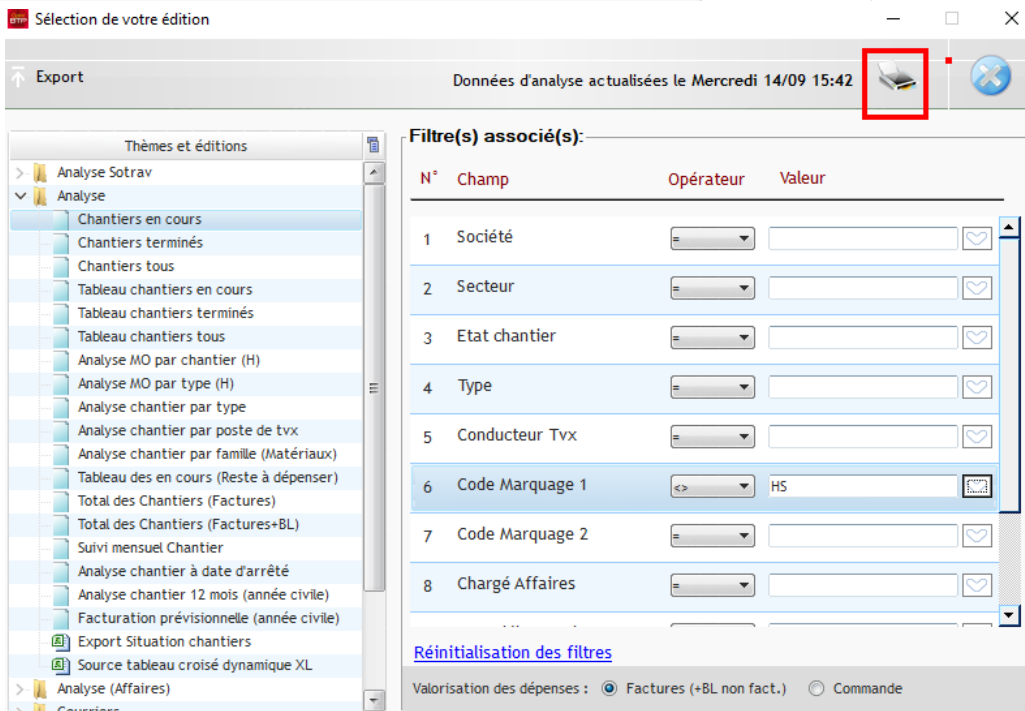 Sélection de votre édition
Export
Données d'analyse actualisées le Mercredi 14/09 15:42
Thèmes et éditions
Analyse Sotrav
Analyse
Chantiers en cours
Chantiers terminés
Chantiers tous
Tableau chantiers en cours
Tableau chantiers terminés
Tableau chantiers tous
Analyse MO par chantier (H)
Analyse MO par type (H)
Analyse chantier par type
Analyse chantier par poste de tvx
Analyse chantier par famille (Matériaux)
Tableau des en cours (Reste à dépenser)
Total des Chantiers (Factures)
Total des Chantiers (Factures+BL)
Suivi mensuel Chantier
Analyse chantier à date d'arrêté
Analyse chantier 12 mois (année civile)
Facturation prévisionnelle (année civile)
Export Situation chantiers
Source tableau croisé dynamique XL
Analyse (Affaires)
Filtre(s) associé(s):
N° Champ Opérateur Valeur
1 Société =
2 Secteur =
3 Etat chantier =
4 Type =
5 Conducteur Tvx =
6 Code Marquage 1 <> HS
7 Code Marquage 2 =
8 Chargé Affaires =
Réinitialisation des filtres
Valorisation des dépenses : Factures (+BL non fact.) Commande